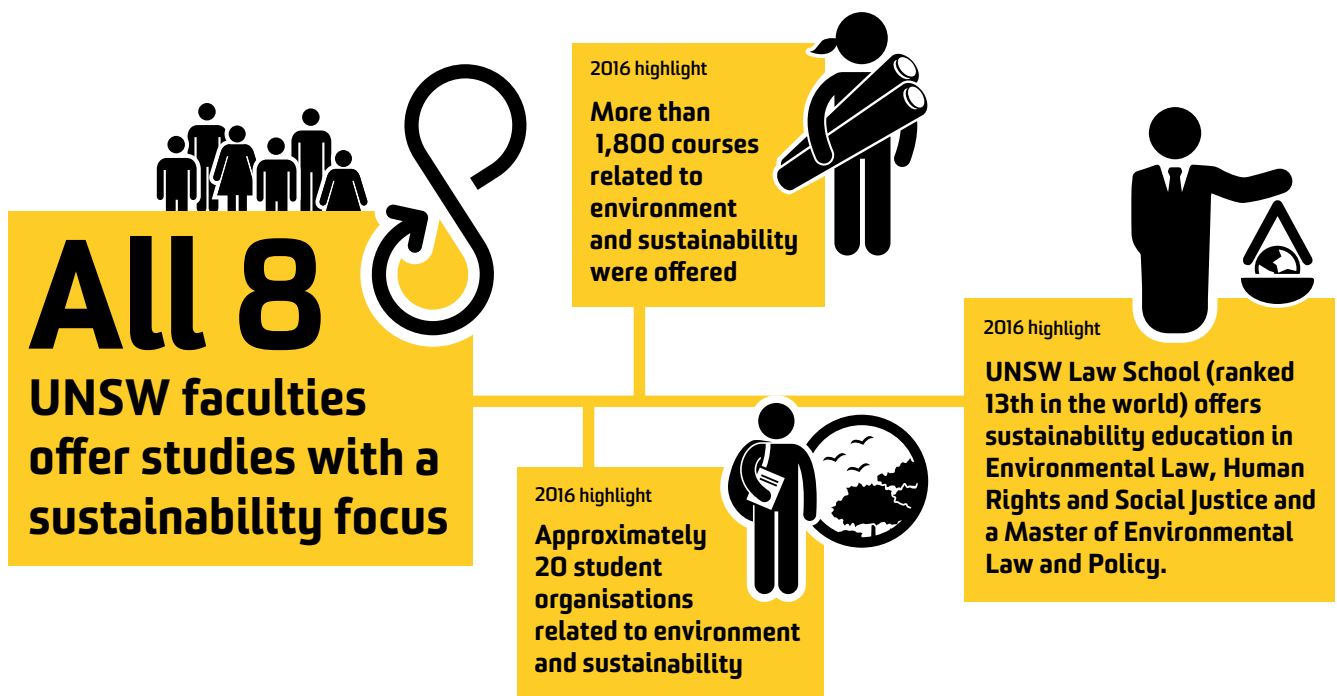 All 8
UNSW faculties
offer studies with a
sustainability focus
2016 highlight
More than
1,800 courses
related to
environment
and sustainability
were offered
2016 highlight
Approximately
20 student
organisations
related to environment
and sustainability
2016 highlight
UNSW Law School (ranked
13th in the world) offers
sustainability education in
Environmental Law, Human
Rights and Social Justice and
a Master of Environmental
Law and Policy.